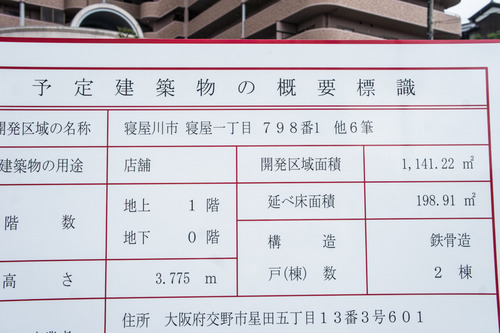 予定建築物の概要標識
開発区域の名称 寝屋川市 寝屋一丁目 798番1 他6筆
建築物の用途 店舗 開発区域面積 1,141.22 ㎡
階数 地上 1 階 延べ床面積 198.91 ㎡
地下 0 階 構造 鉄骨造
高さ 3.775 m 戸(棟)数 2 棟
住所 大阪府交野市星田五丁目13番3号601